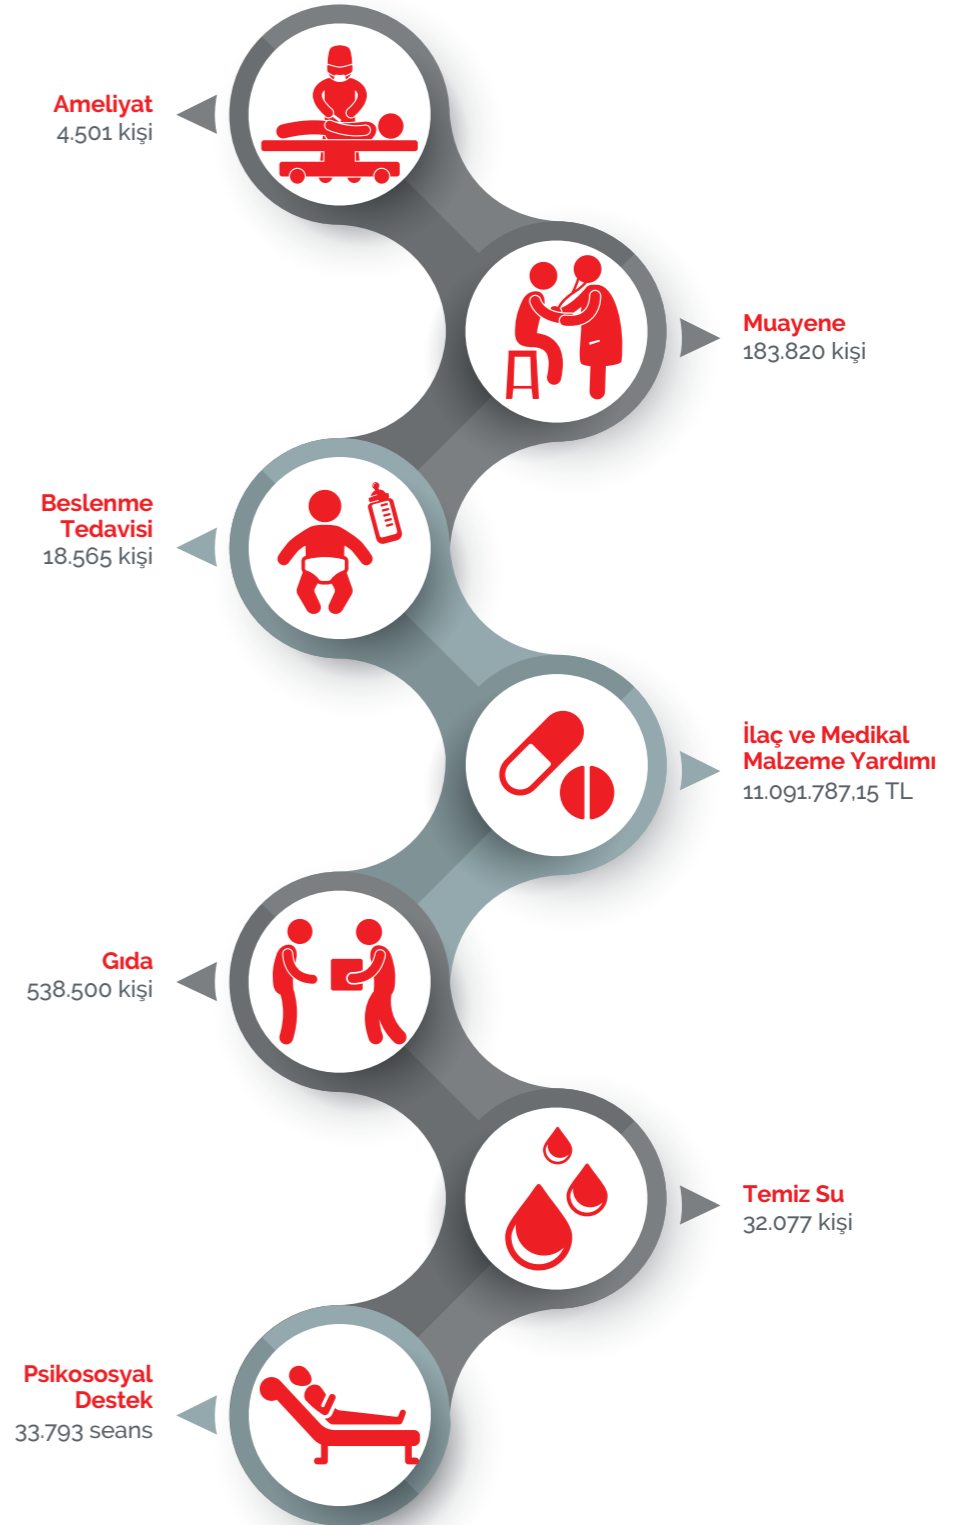 Ameliyat
4.501 kişi
Muayene
183.820 kişi
Beslenme
Tedavisi
18.565 kişi
İlaç ve Medikal
Malzeme Yardımı
11.091.787,15 TL
Gıda
538.500 kişi
Temiz Su
32.077 kişi
Psikososyal
Destek
33.793 seans